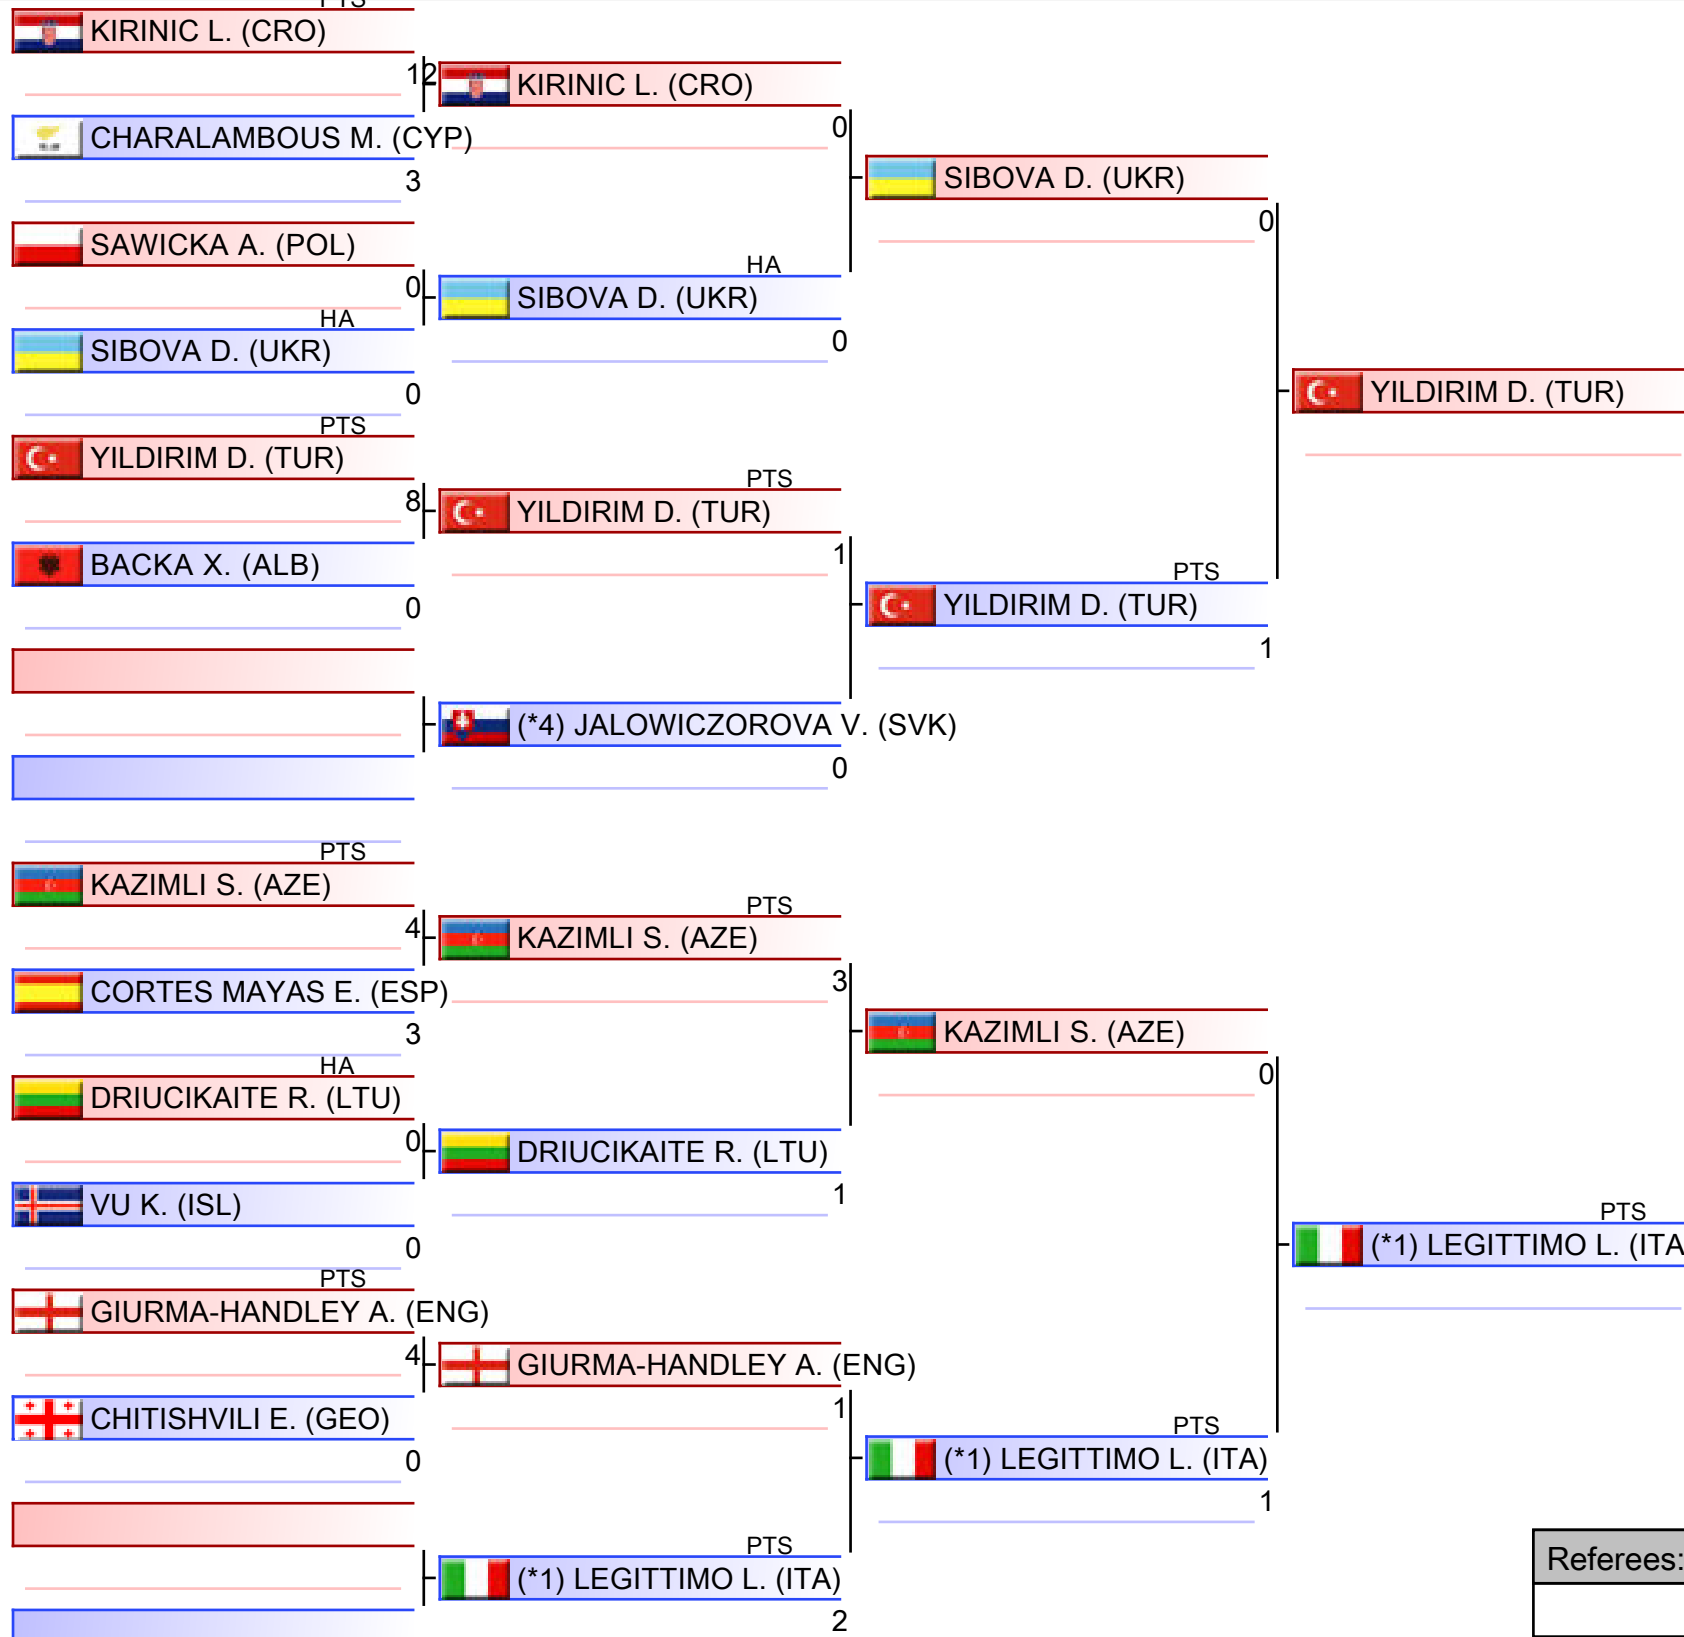 PTS
KIRINIC L. (CRO)
12
KIRINIC L. (CRO)
0
CHARALAMBOUS M. (CYP)
3
SIBOVA D. (UKR)
0
SAWICKA A. (POL)
0
HA
SIBOVA D. (UKR)
0
HA
SIBOVA D. (UKR)
0
YILDIRIM D. (TUR)
PTS
YILDIRIM D. (TUR)
8
PTS
YILDIRIM D. (TUR)
1
BACKA X. (ALB)
0
PTS
YILDIRIM D. (TUR)
1
(*4) JALOWICZOROVA V. (SVK)
0
PTS
KAZIMLI S. (AZE)
4
PTS
KAZIMLI S. (AZE)
3
CORTES MAYAS E. (ESP)
3
KAZIMLI S. (AZE)
0
HA
DRIUCIKAITE R. (LTU)
0
DRIUCIKAITE R. (LTU)
1
VU K. (ISL)
0
PTS
(*1) LEGITTIMO L. (ITA
PTS
GIURMA-HANDLEY A. (ENG)
4
GIURMA-HANDLEY A. (ENG)
1
CHITISHVILI E. (GEO)
0
PTS
(*1) LEGITTIMO L. (ITA)
1
PTS
(*1) LEGITTIMO L. (ITA)
2
Referees: